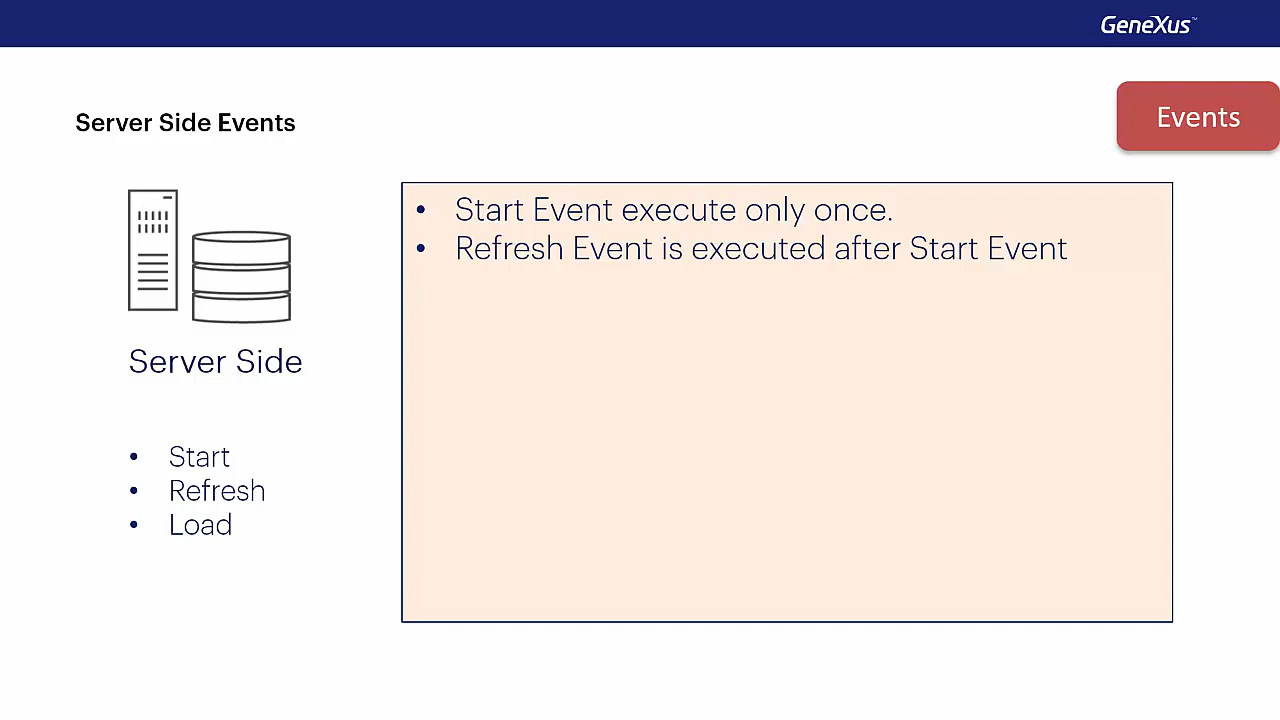 GeneXus™
Events
Server Side Events
• Start Event execute only once.
• Refresh Event is executed after Start Event
Server Side
• Start
• Refresh
• Load